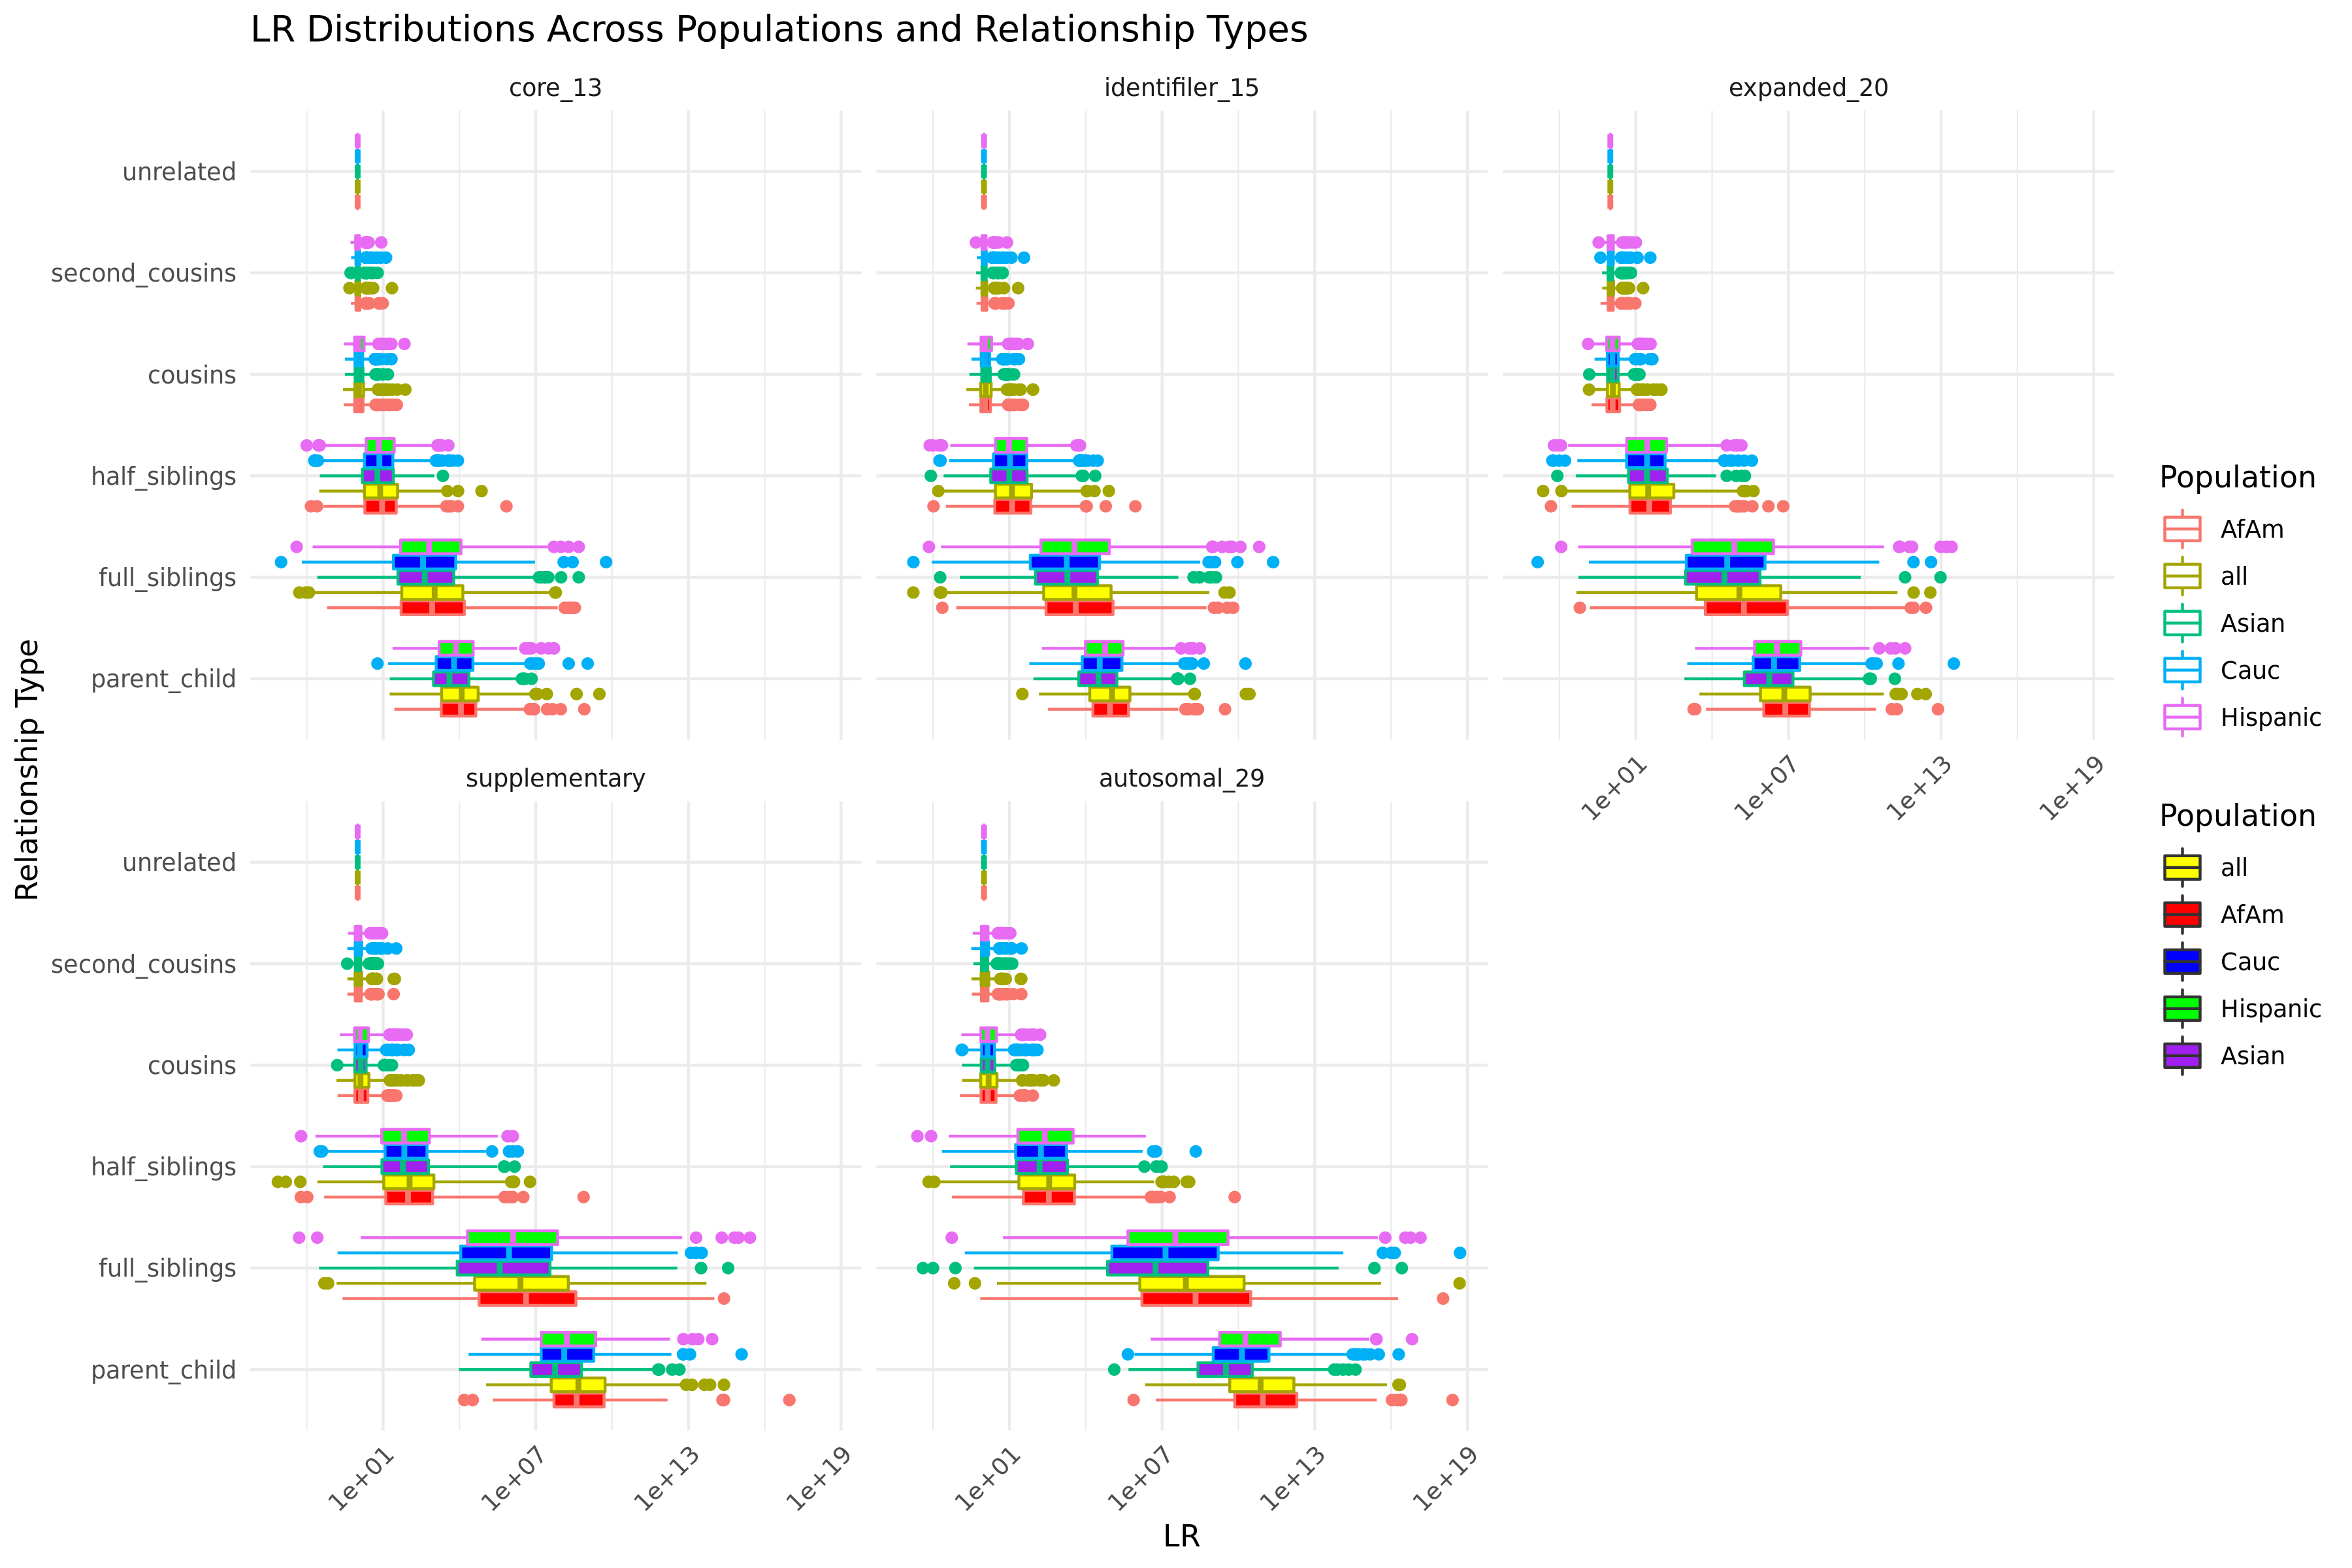 LR Distributions Across Populations and Relationship Types
core_13
identifiler_15
expanded_20
unrelated
second_cousins
cousins
half_siblings
full_siblings
parent_child
1e+01
1e+07
1e+13
1e+19
supplementary
autosomal_29
unrelated
second_cousins
cousins
half_siblings
full_siblings
parent_child
1e+01
1e+07
1e+13
1e+19
1e+01
1e+07
1e+13
1e+19
LR
Relationship Type
Population
AfAm
all
Asian
Cauc
Hispanic
Population
all
AfAm
Cauc
Hispanic
Asian